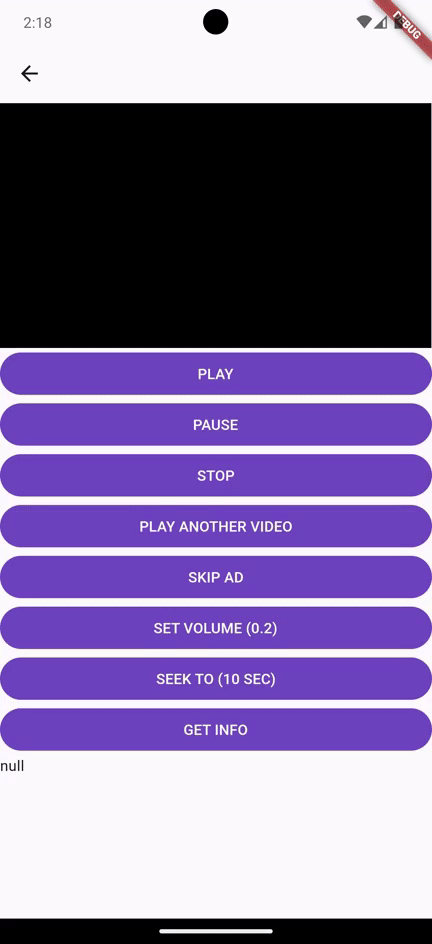 2:18
DEBUG
PLAY
PAUSE
STOP
PLAY ANOTHER VIDEO
SKIP AD
SET VOLUME (0.2)
SEEK TO (10 SEC)
GET INFO
null